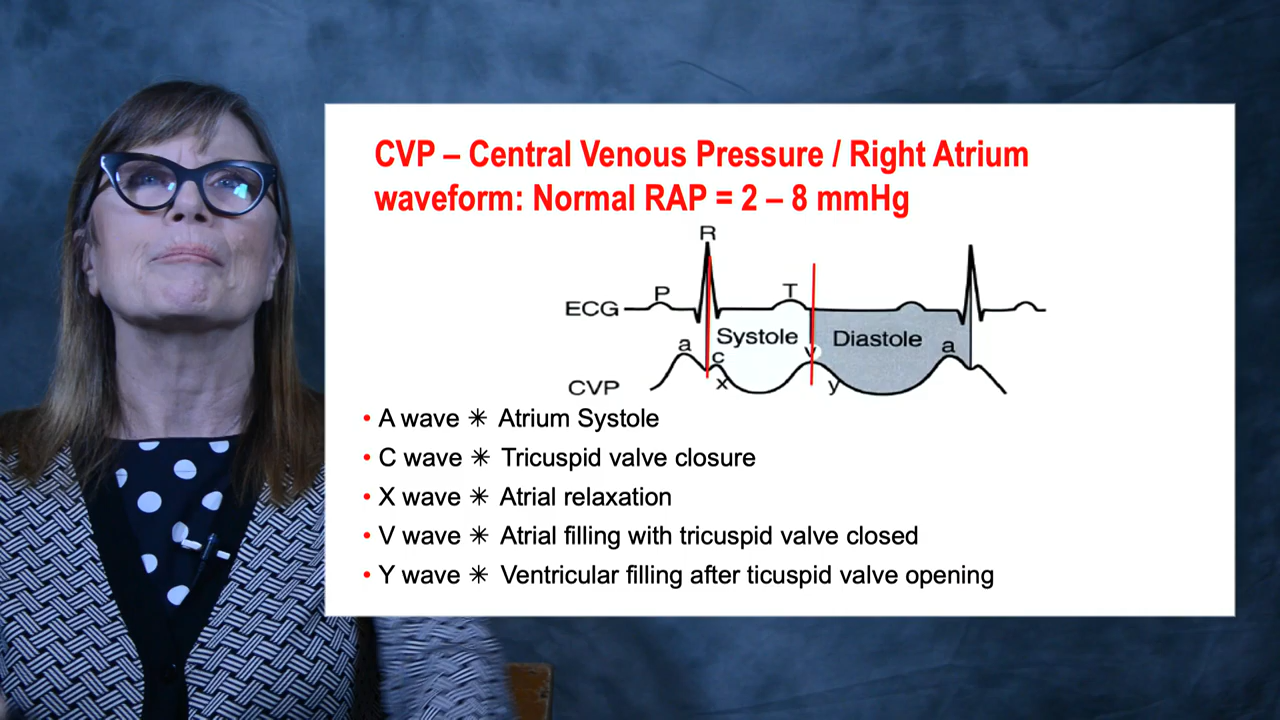 CVP – Central Venous Pressure / Right Atrium
waveform: Normal RAP = 2 – 8 mmHg
R
P
T
ECG
Systole
Diastole
a
c
v
a
x
y
CVP
• A wave ✳ Atrium Systole
• C wave ✳ Tricuspid valve closure
• X wave ✳ Atrial relaxation
• V wave ✳ Atrial filling with tricuspid valve closed
• Y wave ✳ Ventricular filling after ticuspid valve opening